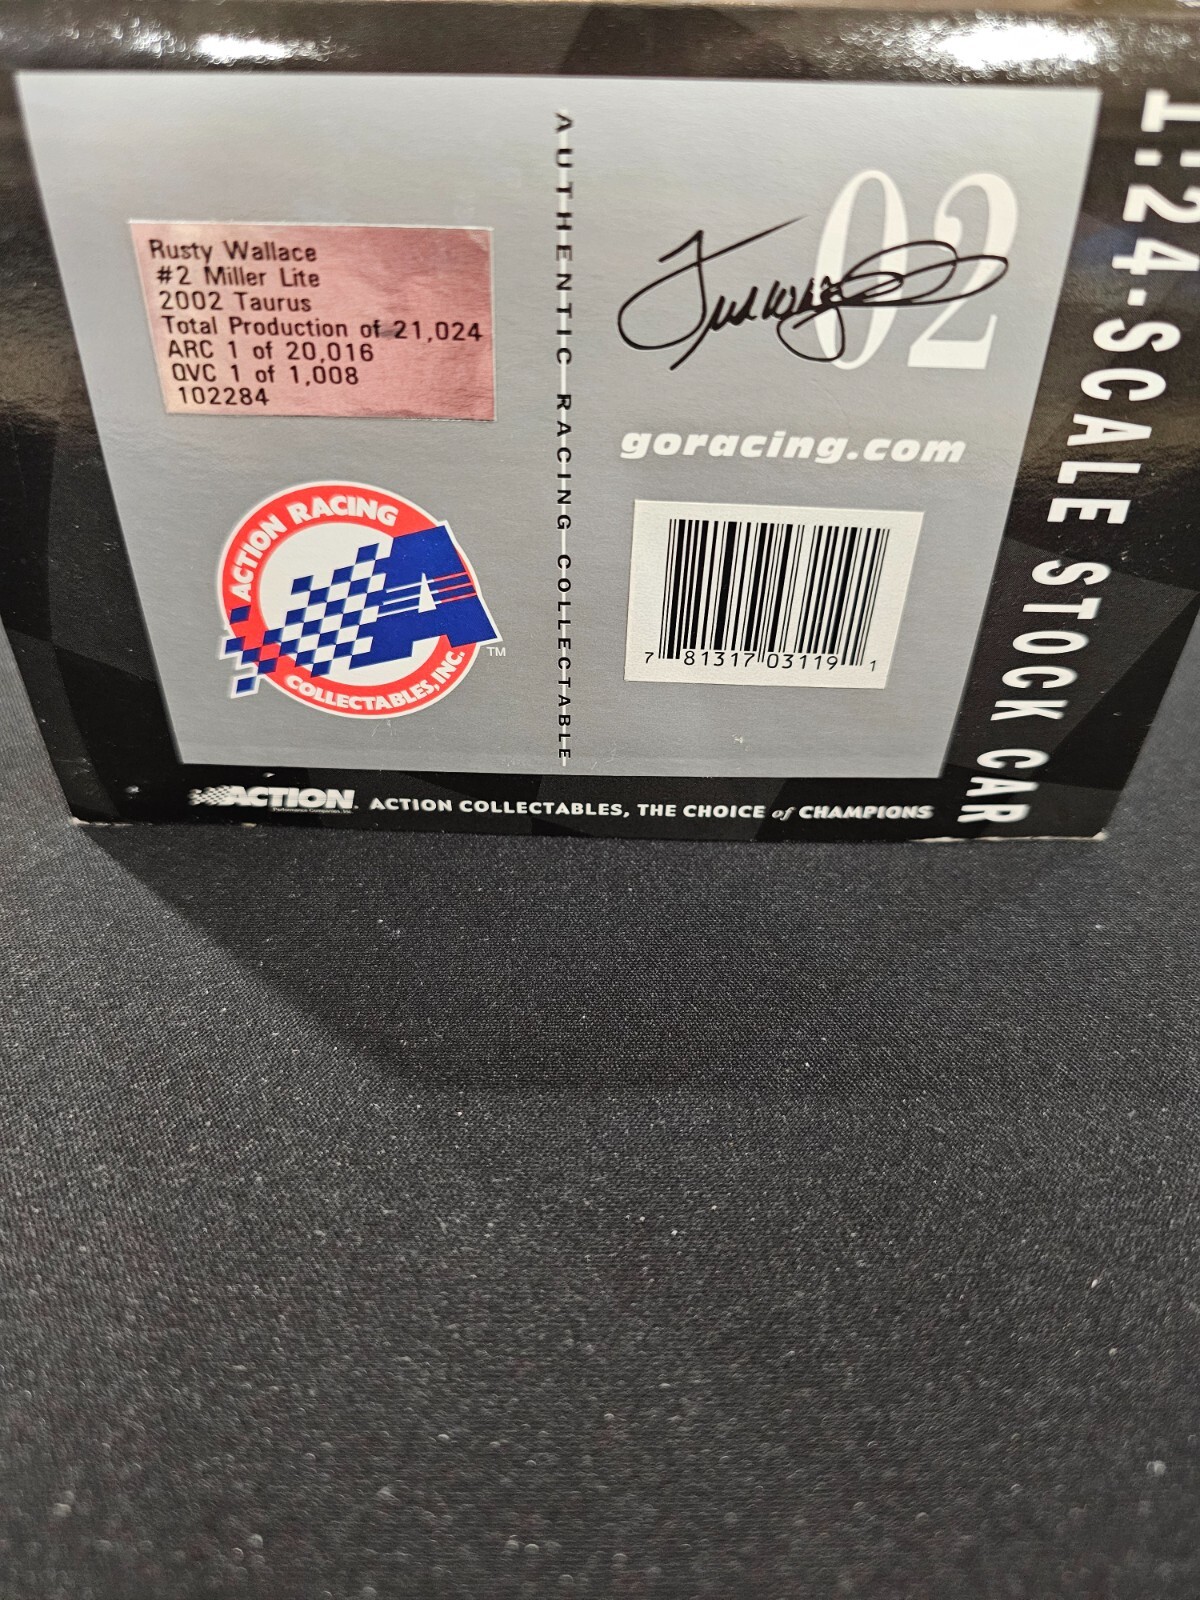 Rusty Wallace
#2 Miller Lite
2002 Taurus
Total Production of 21,024
ARC 1 of 20,016
QVC 1 of 1,008
102284
ACTION RACING
COLLECTABLES, INC.
A
TM
AUTHENTIC RACING COLLECTABLE
02
goracing.com
7 81317 03119 1
1:24-SCALE STOCK CAR
ACTION
ACTION COLLECTABLES, THE CHOICE of CHAMPIONS